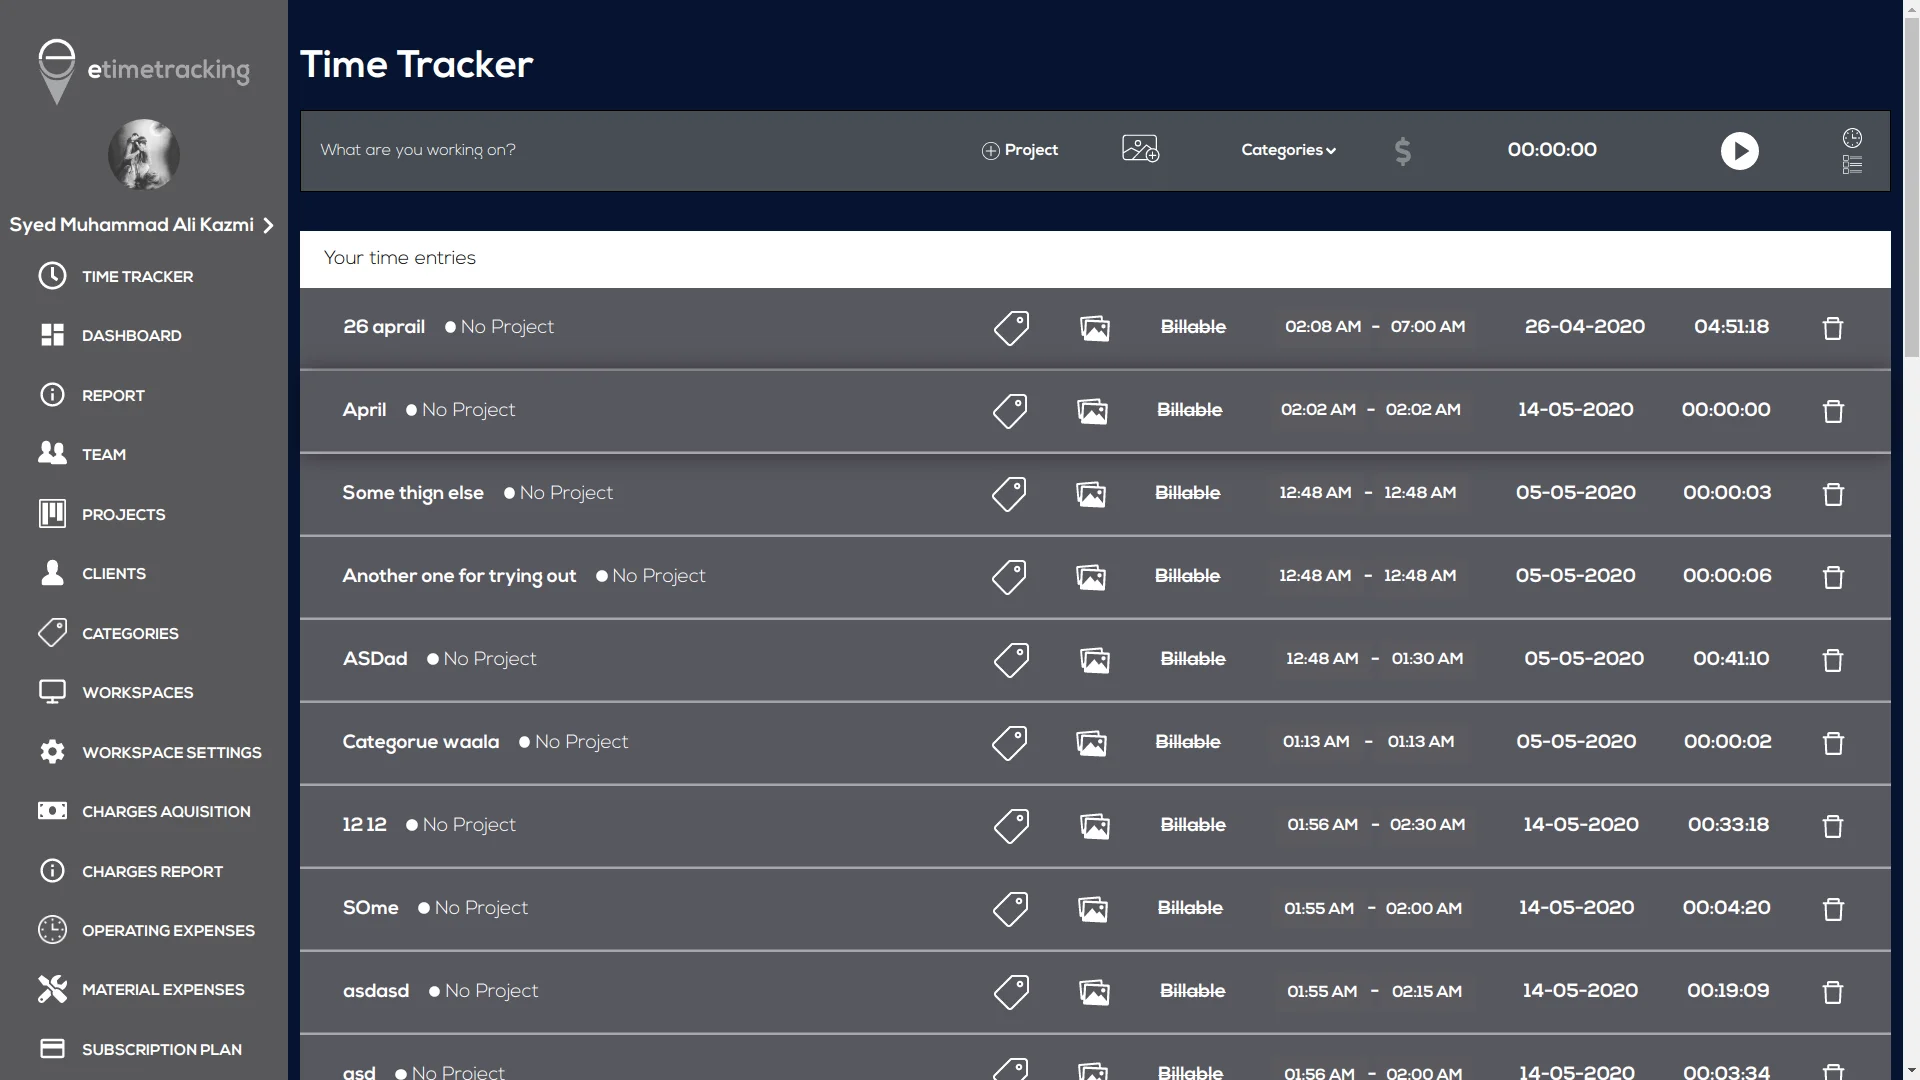 etimetracking
Syed Muhammad Ali Kazmi
TIME TRACKER
DASHBOARD
REPORT
TEAM
PROJECTS
CLIENTS
CATEGORIES
WORKSPACES
WORKSPACE SETTINGS
CHARGES AQUISITION
CHARGES REPORT
OPERATING EXPENSES
MATERIAL EXPENSES
SUBSCRIPTION PLAN
Time Tracker
What are you working on? Project Categories $ 00:00:00
Your time entries
26 aprail No Project Billable 02:08 AM - 07:00 AM 26-04-2020 04:51:18
April No Project Billable 02:02 AM - 02:02 AM 14-05-2020 00:00:00
Some thign else No Project Billable 12:48 AM - 12:48 AM 05-05-2020 00:00:03
Another one for trying out No Project Billable 12:48 AM - 12:48 AM 05-05-2020 00:00:06
ASDad No Project Billable 12:48 AM - 01:30 AM 05-05-2020 00:41:10
Categorue waala No Project Billable 01:13 AM - 01:13 AM 05-05-2020 00:00:02
12 12 No Project Billable 01:56 AM - 02:30 AM 14-05-2020 00:33:18
SOme No Project Billable 01:55 AM - 02:00 AM 14-05-2020 00:04:20
asdasd No Project Billable 01:55 AM - 02:15 AM 14-05-2020 00:19:09
asd No Project Billable 01:56 AM - 02:00 AM 14-05-2020 00:03:34